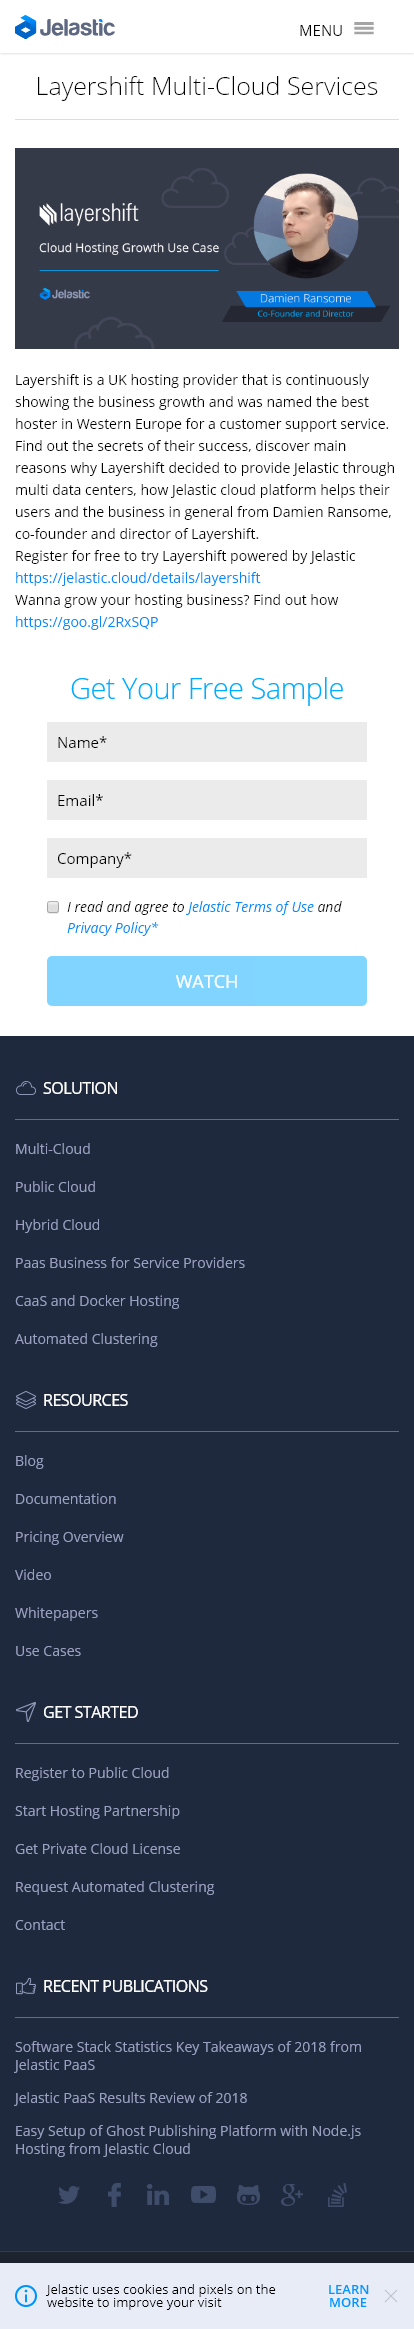 Jelastic
MENU
Layershift Multi-Cloud Services
layershift
Cloud Hosting Growth Use Case
Jelastic
Damien Ransome
Co-Founder and Director
Layershift is a UK hosting provider that is continuously
showing the business growth and was named the best
hoster in Western Europe for a customer support service.
Find out the secrets of their success, discover main
reasons why Layershift decided to provide Jelastic through
multi data centers, how Jelastic cloud platform helps their
users and the business in general from Damien Ransome,
co-founder and director of Layershift.
Register for free to try Layershift powered by Jelastic
https://jelastic.cloud/details/layershift
Wanna grow your hosting business? Find out how
https://goo.gl/2RxSQP
Get Your Free Sample
Name*
Email*
Company*
I read and agree to Jelastic Terms of Use and
Privacy Policy*
WATCH
SOLUTION
Multi-Cloud
Public Cloud
Hybrid Cloud
Paas Business for Service Providers
CaaS and Docker Hosting
Automated Clustering
RESOURCES
Blog
Documentation
Pricing Overview
Video
Whitepapers
Use Cases
GET STARTED
Register to Public Cloud
Start Hosting Partnership
Get Private Cloud License
Request Automated Clustering
Contact
RECENT PUBLICATIONS
Software Stack Statistics Key Takeaways of 2018 from
Jelastic PaaS
Jelastic PaaS Results Review of 2018
Easy Setup of Ghost Publishing Platform with Node.js
Hosting from Jelastic Cloud
Jelastic uses cookies and pixels on the
website to improve your visit
LEARN
MORE